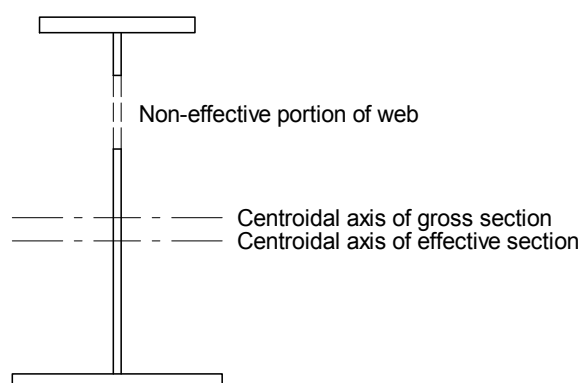 Non-effective portion of web
Centroidal axis of gross section
Centroidal axis of effective section